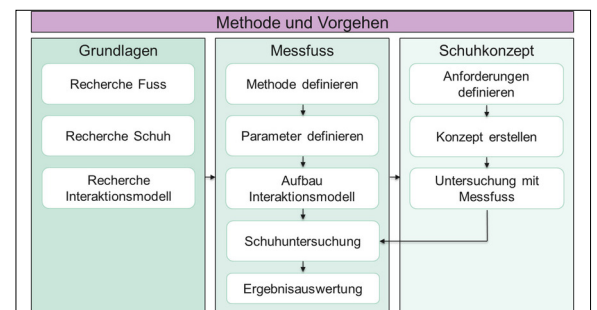 Methode und Vorgehen
Grundlagen
Recherche Fuss
Recherche Schuh
Recherche
Interaktionsmodell
Messfuss
Methode definieren
Parameter definieren
Aufbau
Interaktionsmodell
Schuhuntersuchung
Ergebnisauswertung
Schuhkonzept
Anforderungen
definieren
Konzept erstellen
Untersuchung mit
Messfuss